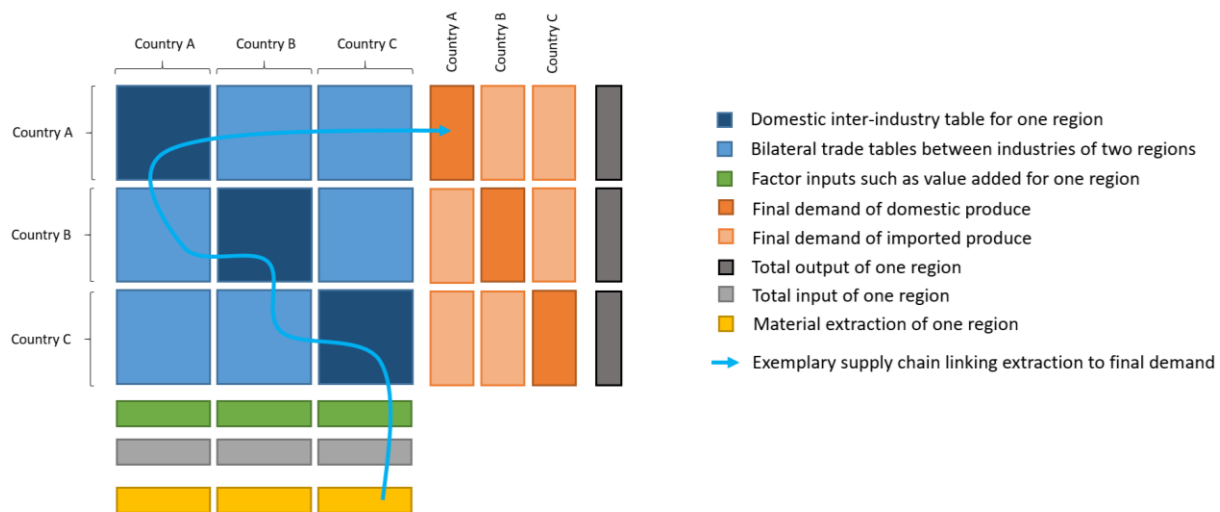 Country A
Country B
Country C
Country A
Country B
Country C
Country A
Country B
Country C
Domestic inter-industry table for one region
Bilateral trade tables between industries of two regions
Factor inputs such as value added for one region
Final demand of domestic produce
Final demand of imported produce
Total output of one region
Total input of one region
Material extraction of one region
Exemplary supply chain linking extraction to final demand